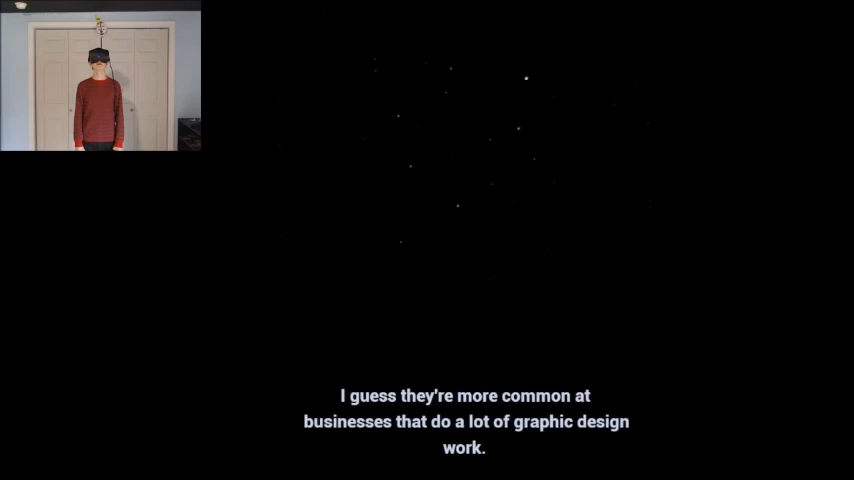 I guess they're more common at
businesses that do a lot of graphic design
work.